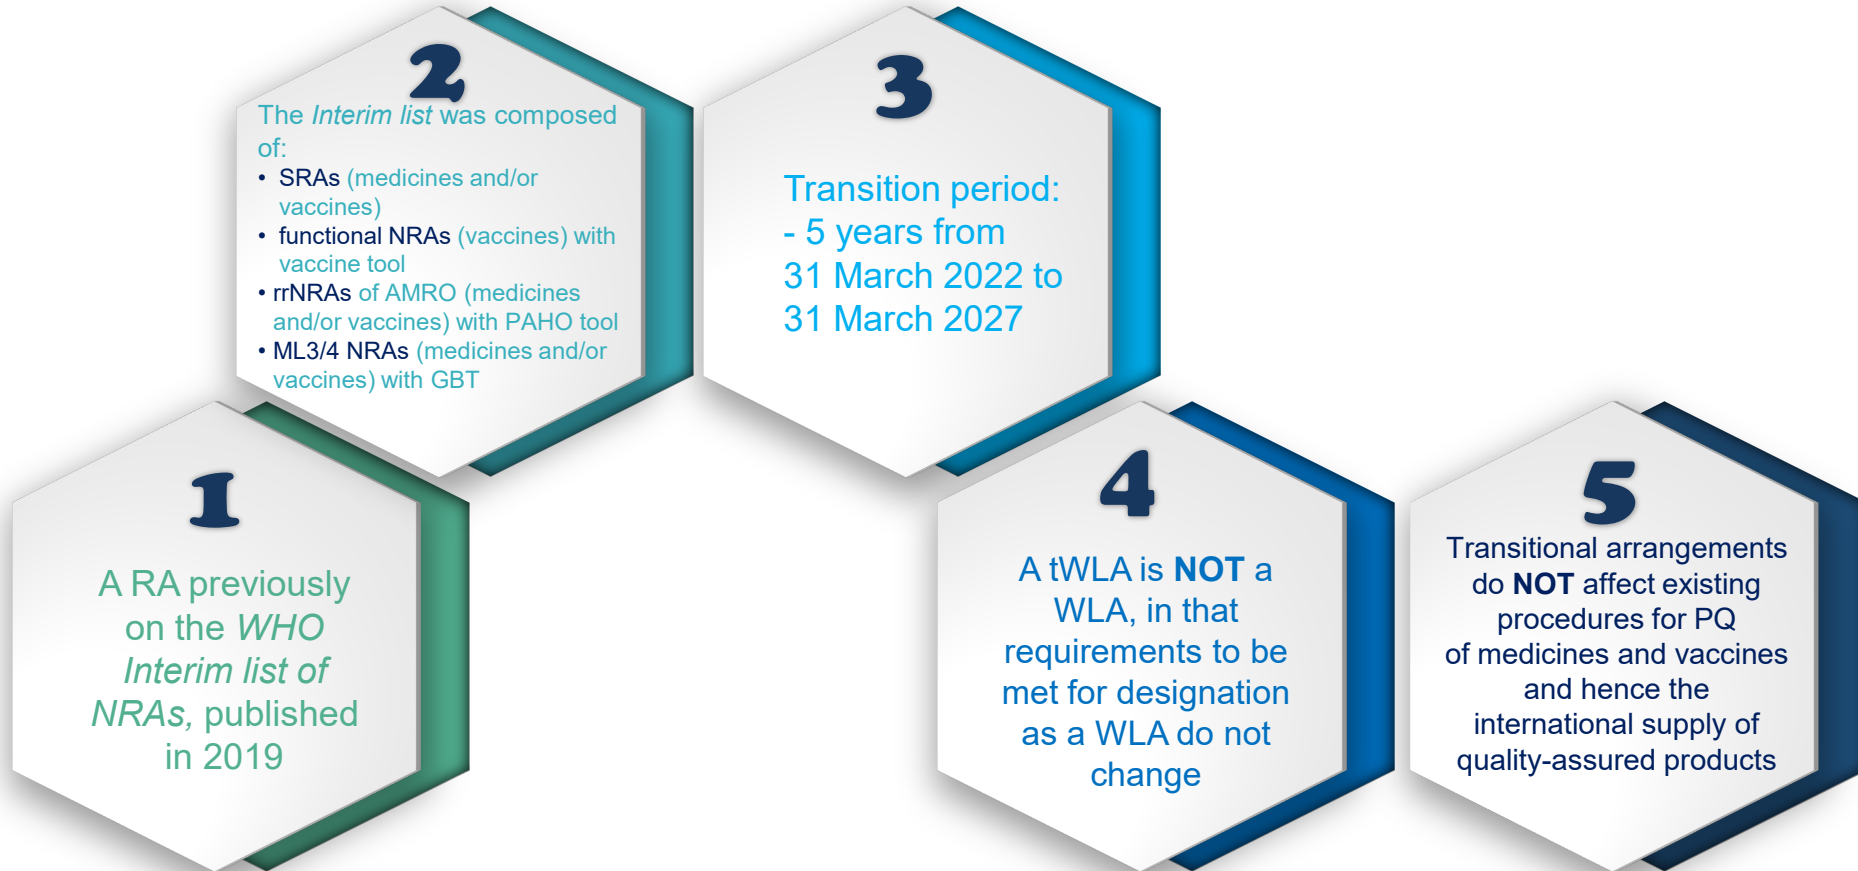 1
A RA previously
on the WHO
Interim list of
NRAs, published
in 2019
2
The Interim list was composed
of:
• SRAs (medicines and/or
vaccines)
• functional NRAs (vaccines) with
vaccine tool
• rrNRAs of AMRO (medicines
and/or vaccines) with PAHO tool
• ML3/4 NRAs (medicines and/or
vaccines) with GBT
3
Transition period:
- 5 years from
31 March 2022 to
31 March 2027
4
A tWLA is NOT a
WLA, in that
requirements to be
met for designation
as a WLA do not
change
5
Transitional arrangements
do NOT affect existing
procedures for PQ
of medicines and vaccines
and hence the
international supply of
quality-assured products